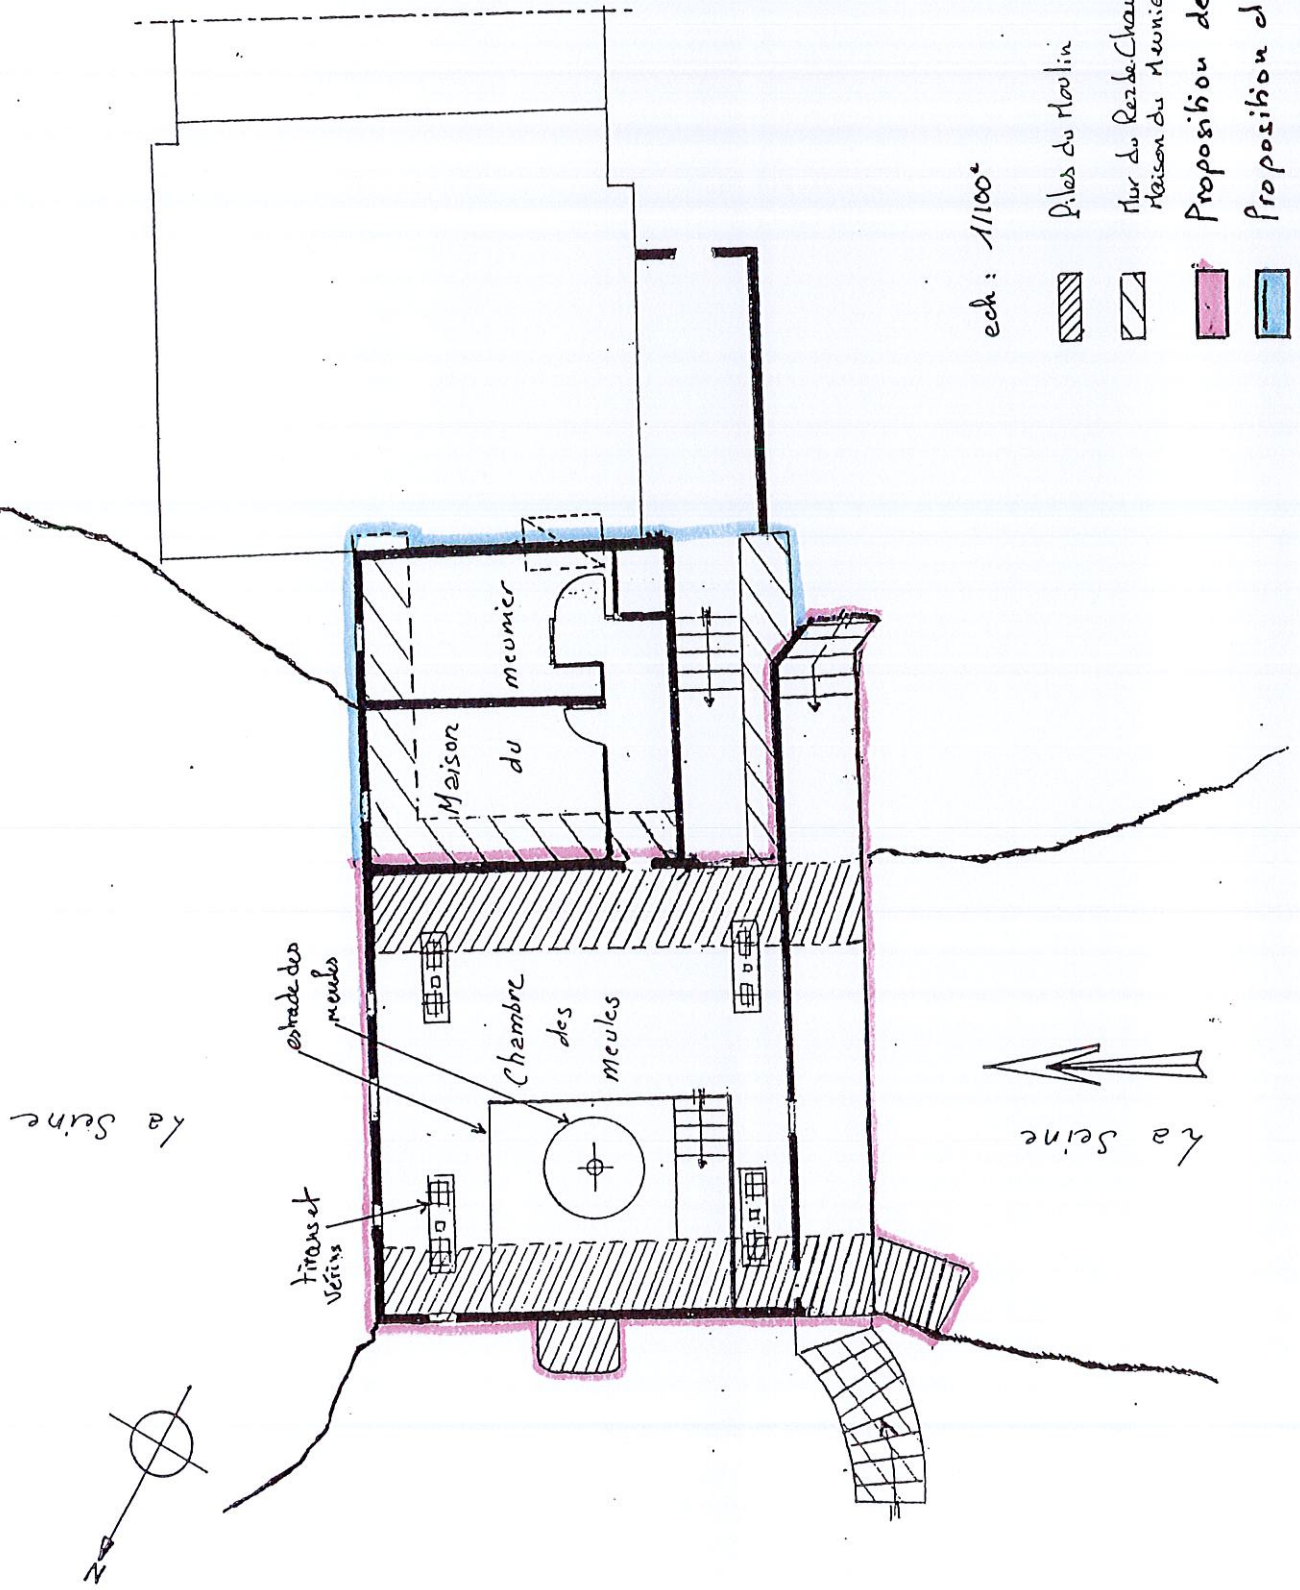 ech: 1/100e
Piles du Moulin
Mur du Rez de Chau
Maison du Meunie
Proposition de
Proposition d
Maison
du
meunier
Chambre
des
meules
estrade des
meules
tirans et
Vérins
La Seine
La Seine
N